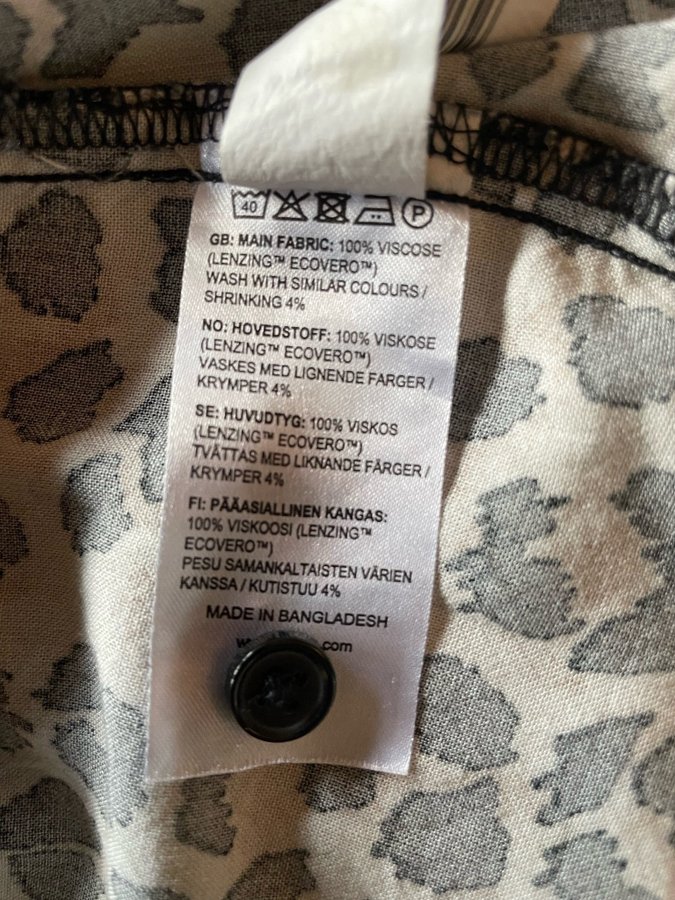 40 P
GB: MAIN FABRIC: 100% VISCOSE
(LENZING™ ECOVERO™)
WASH WITH SIMILAR COLOURS /
SHRINKING 4%
NO: HOVEDSTOFF: 100% VISKOSE
(LENZING™ ECOVERO™)
VASKES MED LIGNENDE FARGER /
KRYMPER 4%
SE: HUVUDTYG: 100% VISKOS
(LENZING™ ECOVERO™)
TVÄTTAS MED LIKNANDE FÄRGER /
KRYMPER 4%
FI: PÄÄASIALLINEN KANGAS:
100% VISKOOSI (LENZING™
ECOVERO™)
PESU SAMANKALTAISTEN VÄRIEN
KANSSA / KUTISTUU 4%
MADE IN BANGLADESH
.com